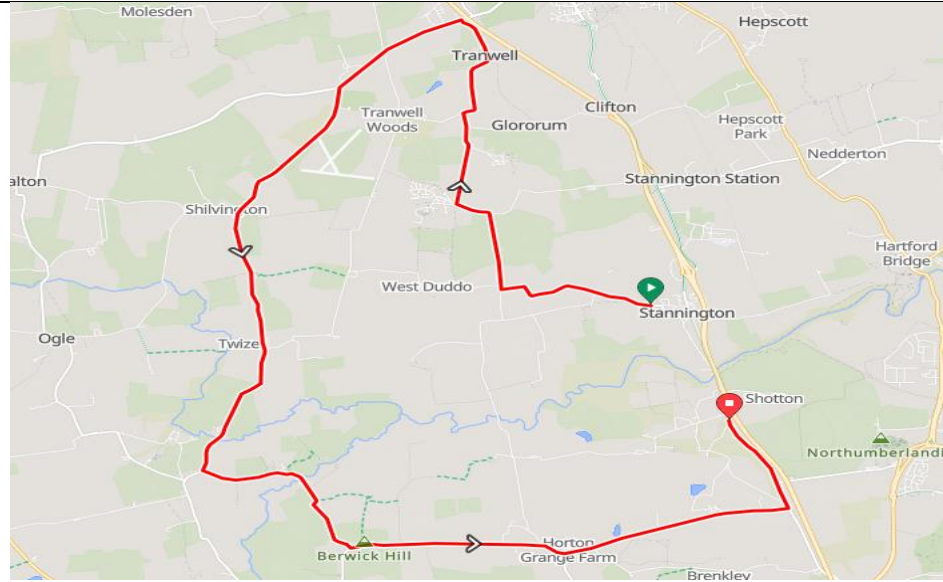 Molesden
Hepscott
Tranwell
Clifton
Tranwell
Woods
Glororum
Hepscott
Park
Nedderton
alton
Stannington Station
Shilvington
Hartford
Bridge
West Duddo
Stannington
Ogle
Twize
Shotton
Northumberlandi
Horton
Grange Farm
Berwick Hill
Brenkley